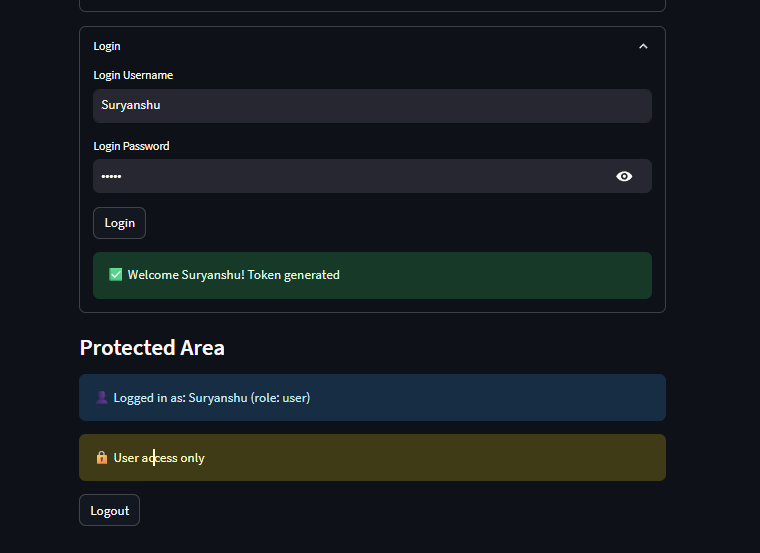 Login
Login Username
Suryanshu
Login Password
•••••
Login
✅ Welcome Suryanshu! Token generated
Protected Area
👤 Logged in as: Suryanshu (role: user)
🔒 User access only
Logout